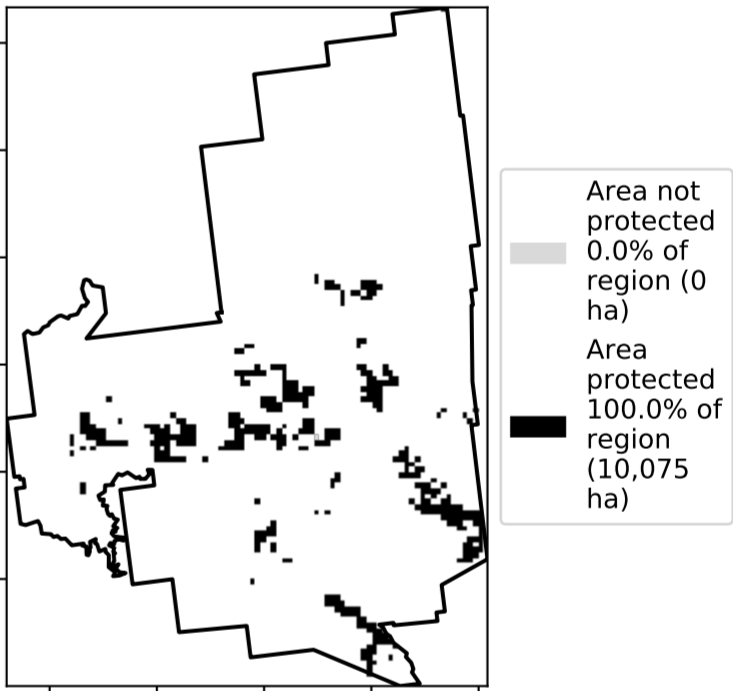 Area not
protected
0.0% of
region (0
ha)
Area
protected
100.0% of
region
(10,075
ha)